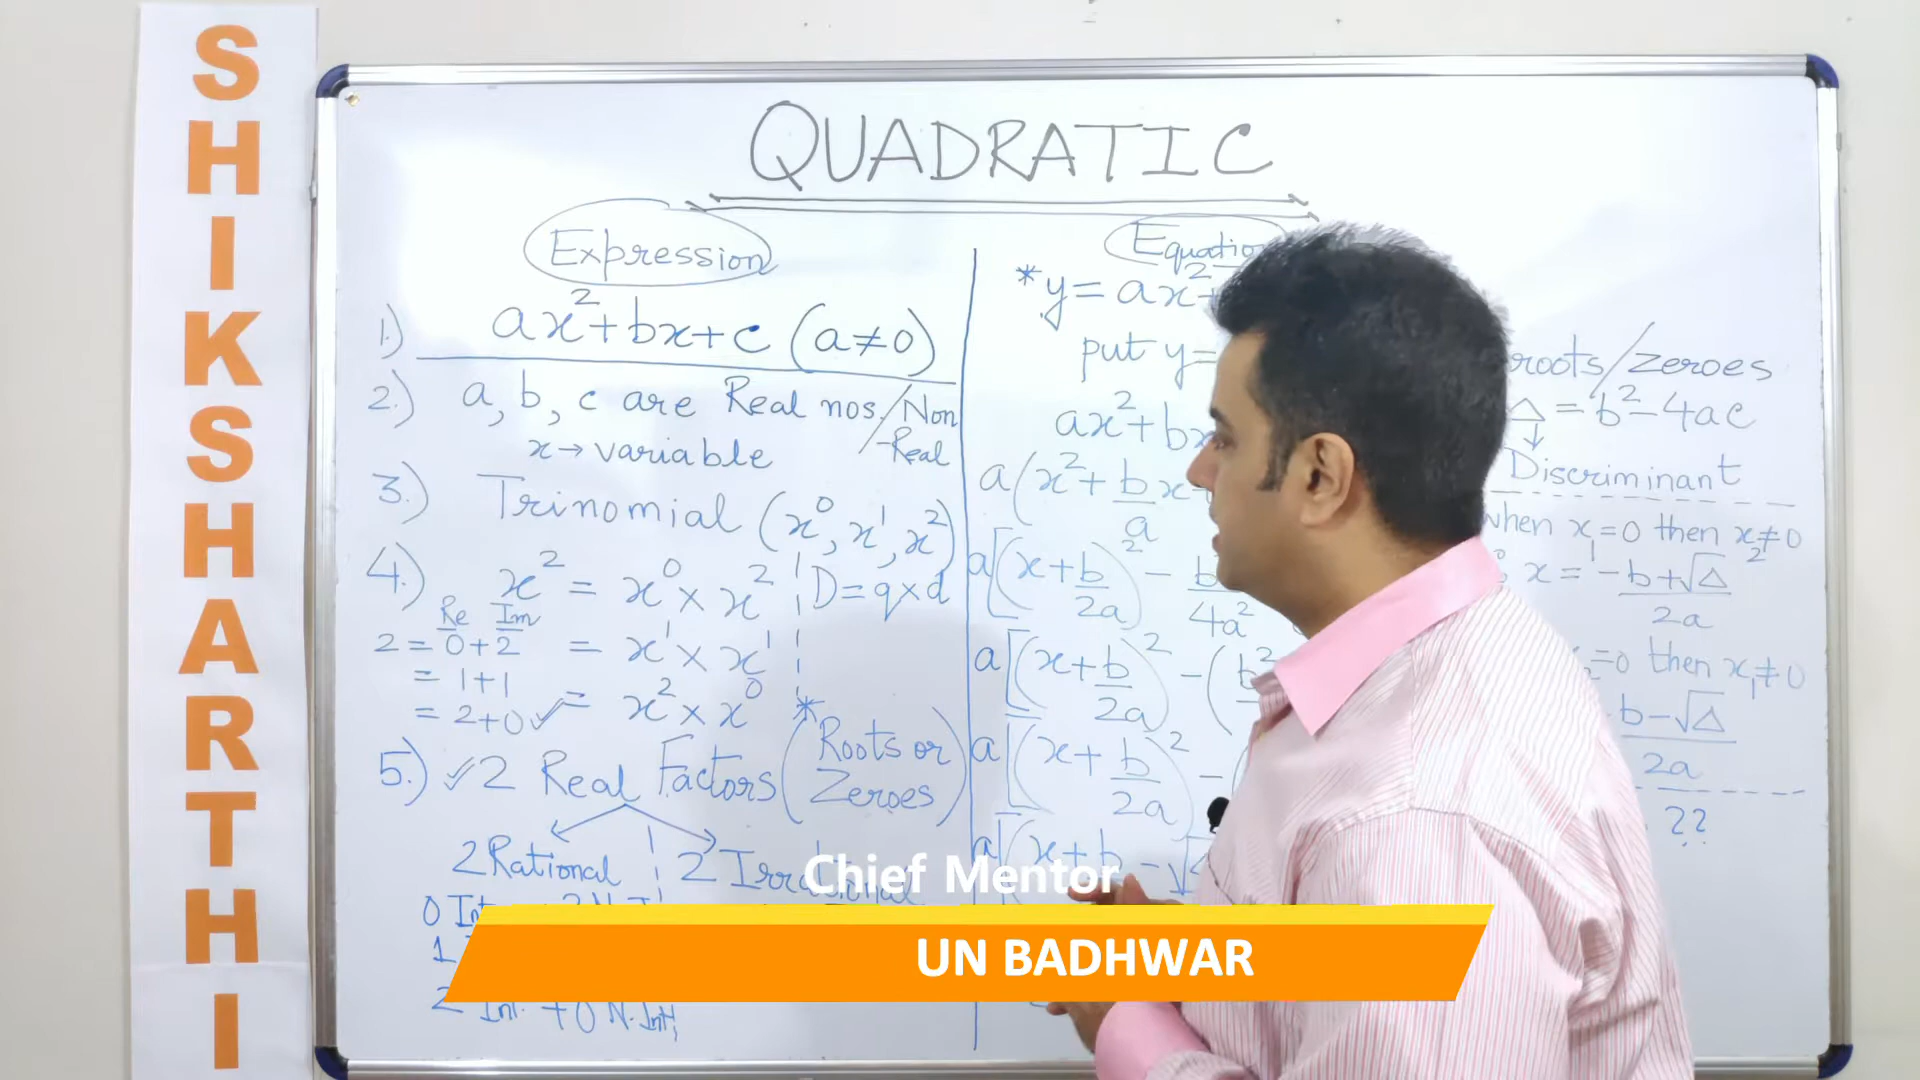 SHIKSHARTHI
QUADRATIC
Expression
1.) ax²+bx+c (a≠0)
2.) a, b, c are Real nos./Non
-Real
x→ variable
3.) Trinomial (x⁰, x¹, x²)
4.) x² = x⁰ × x² D = q×d
Re Im
2 = 0+2 = x¹ × x¹
= 1+1
= 2+0 ✓ = x² × x⁰
5.) ✓2 Real Factors (*Roots or
Zeroes)
2 Rational 2 Irrational
0 Int
1
2 Int. + 0 N.Int.
Equation
*y = ax²+
put y=
ax²+bx
a(x²+b/a x
a[(x+b/2a)² - b²/4a²
a[(x+b/2a)² - (b²
a[(x+b/2a)² - (
a[(x+b - √
roots/zeroes
△ = b²-4ac
↓
Discriminant
when x₁=0 then x₂≠0
x = -b+√△/2a
=0 then x₁≠0
b-√△/2a
??
Chief Mentor
UN BADHWAR